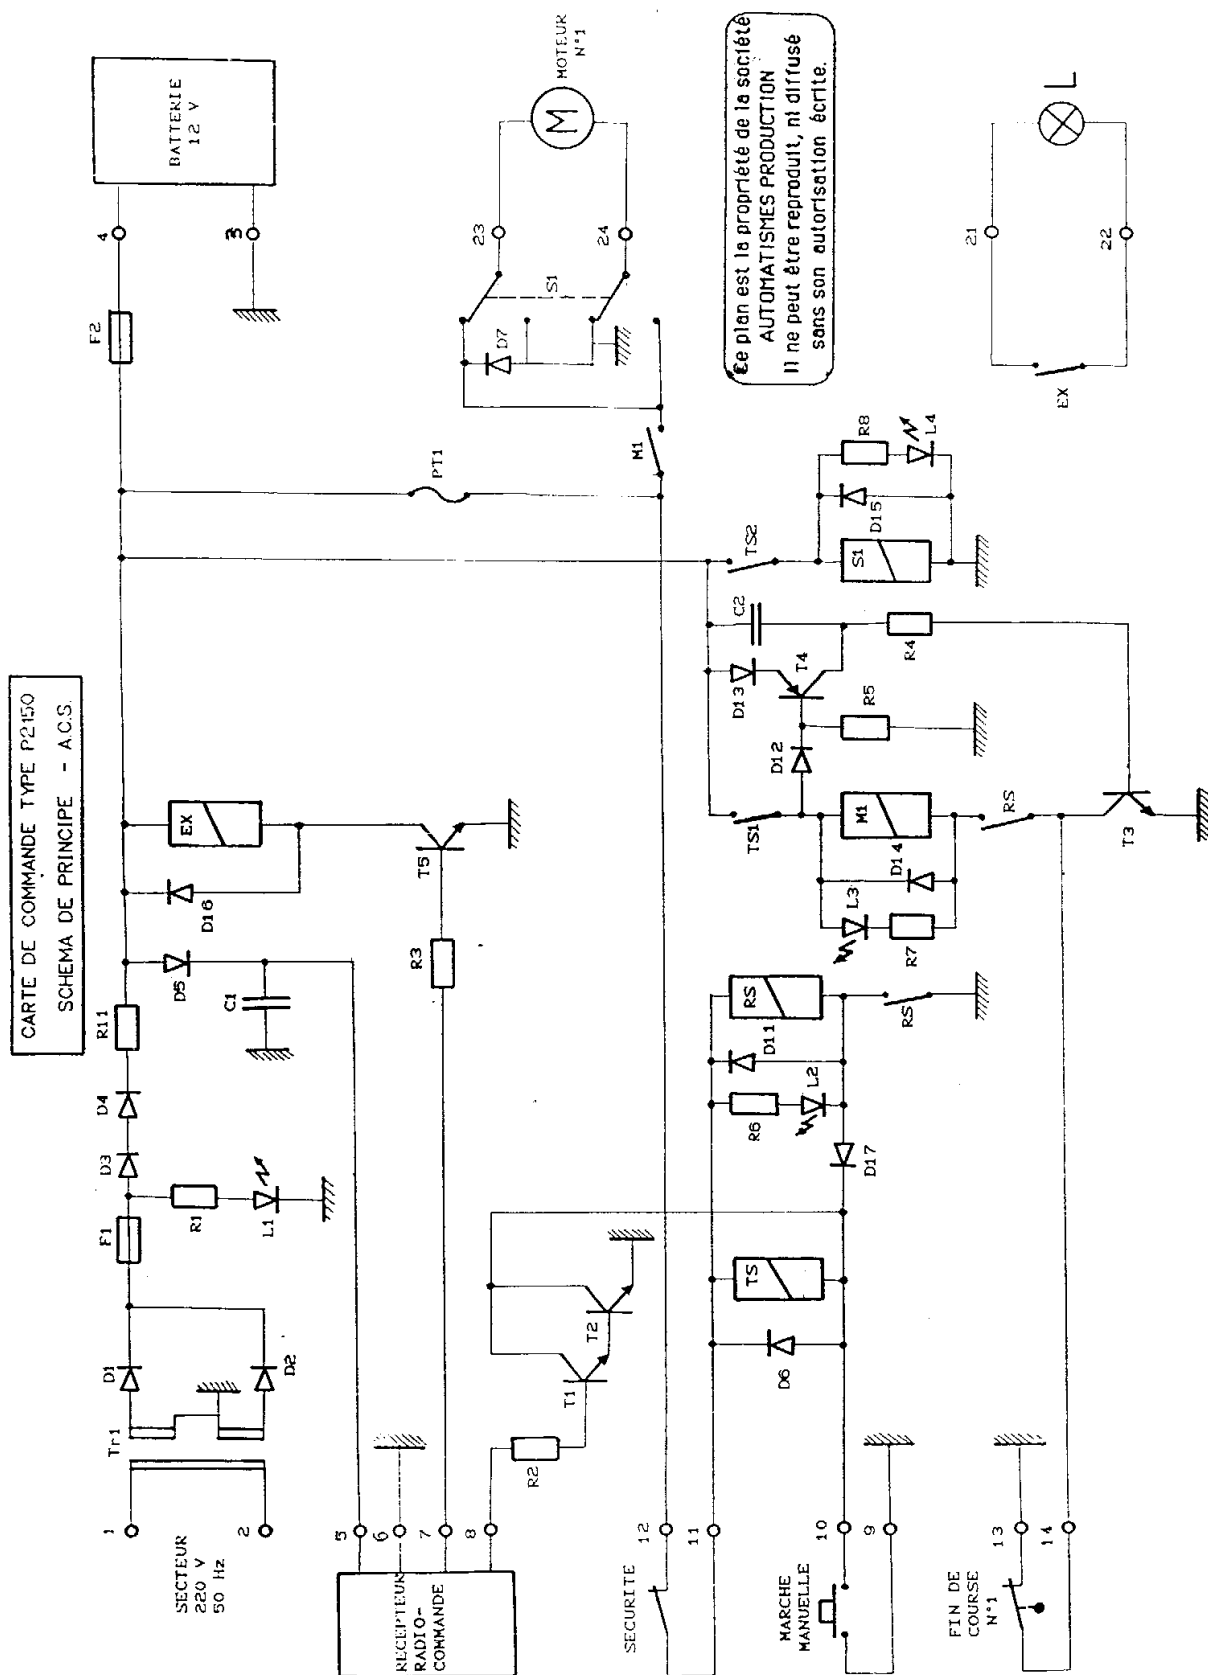 CARTE DE COMMANDE TYPE P2150
SCHEMA DE PRINCIPE - A.C.S.
SECTEUR
220 V
50 Hz
1
2
Tr1
D1
D2
F1
R1
L1
D3
D4
R11
D5
C1
D16
EX
T5
R3
F2
4
3
BATTERIE
12 V
PT1
RECEPTEUR
RADIO-
COMMANDE
5
6
7
8
R2
T1
T2
M1
D7
S1
23
24
M
MOTEUR
N°1
SECURITE
12
11
MARCHE
MANUELLE
10
9
FIN DE
COURSE
N°1
13
14
D6
TS
D17
R6
L2
D11
RS
RS
R7
L3
D14
M1
TS1
RS
T3
D12
R5
D13
T4
C2
R4
TS2
S1
D15
R8
L4
Ce plan est la propriété de la société
AUTOMATISMES PRODUCTION
Il ne peut être reproduit, ni diffusé
sans son autorisation écrite.
EX
21
22
L